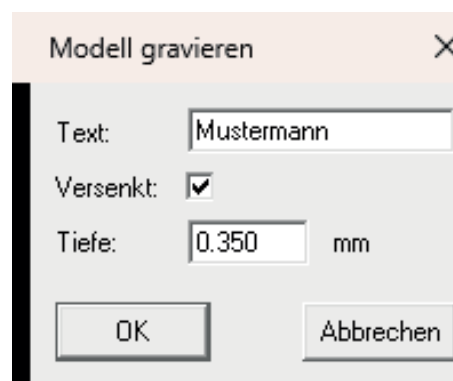 Modell gravieren
Text: Mustermann
Versenkt:
Tiefe: 0.350 mm
OK Abbrechen